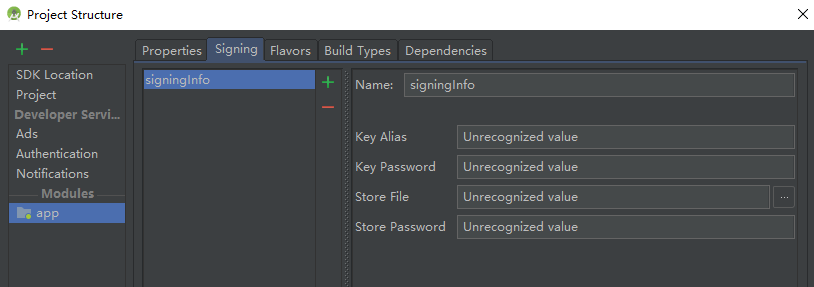 Project Structure
Properties Signing Flavors Build Types Dependencies
SDK Location
Project
Developer Servi...
Ads
Authentication
Notifications
Modules
app
signingInfo
Name: signingInfo
Key Alias Unrecognized value
Key Password Unrecognized value
Store File Unrecognized value ...
Store Password Unrecognized value